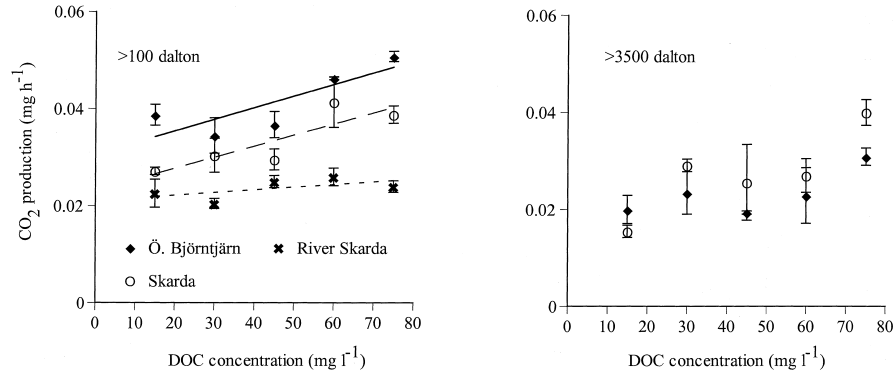 0.06
0.04
0.02
0
CO2 production (mg h-1)
>100 dalton
Ö. Björntjärn
River Skarda
Skarda
0 10 20 30 40 50 60 70 80
DOC concentration (mg l-1)
0.06
0.04
0.02
0
>3500 dalton
0 10 20 30 40 50 60 70 80
DOC concentration (mg l-1)